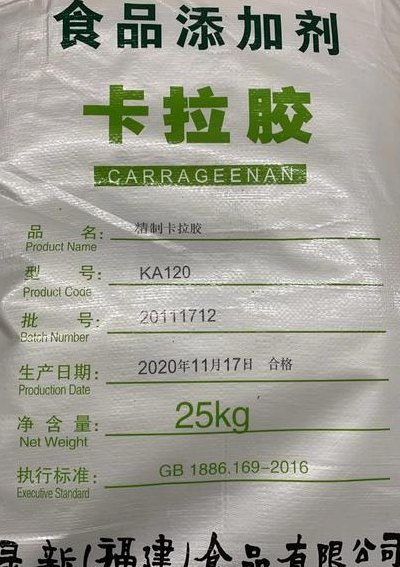 食品添加剂
卡拉胶
CARRAGEENAN
品 名： 精制卡拉胶
Product Name
型 号： KA120
Product Code
批 号： 20111712
Batch Number
生产日期： 2020年11月17日 合格
Production Date
净 含 量： 25kg
Net Weight
执行标准： GB 1886.169-2016
Executive Standard
新（福建）食品有限公司